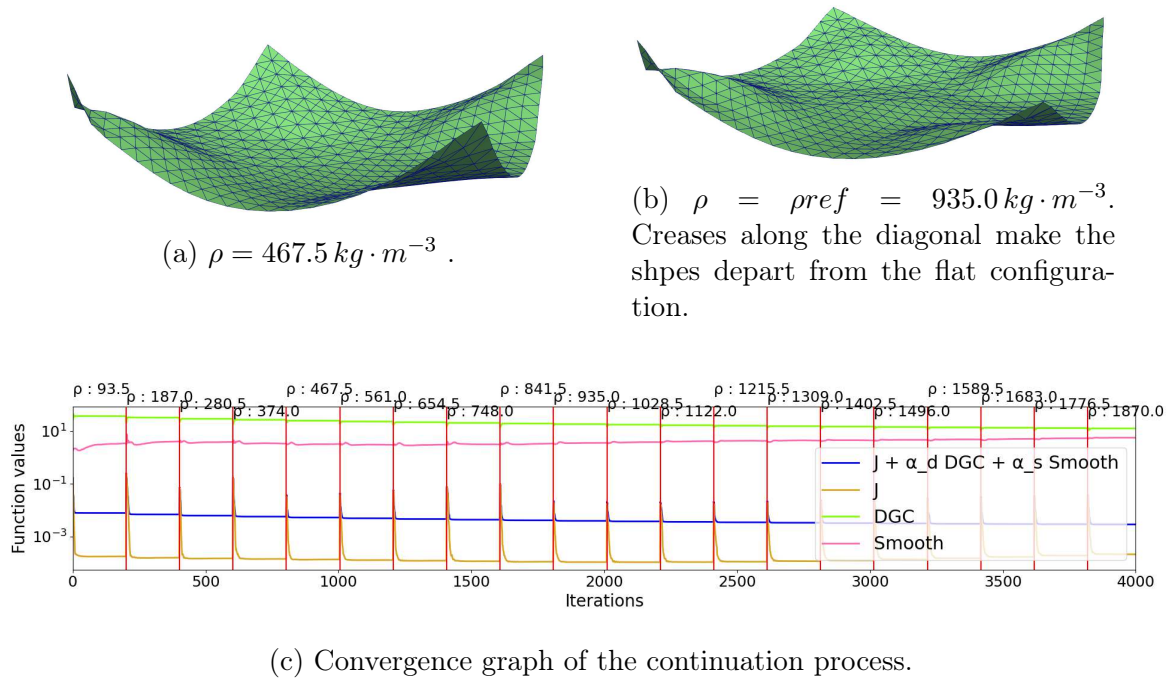 (a) ρ = 467.5 kg · m⁻³ .
(b) ρ = ρref = 935.0 kg · m⁻³.
Creases along the diagonal make the
shpes depart from the flat configura-
tion.
ρ : 93.5
ρ : 187.0
ρ : 280.5
ρ : 374.0
ρ : 467.5
ρ : 561.0
ρ : 654.5
ρ : 748.0
ρ : 841.5
ρ : 935.0
ρ : 1028.5
ρ : 1122.0
ρ : 1215.5
ρ : 1309.0
ρ : 1402.5
ρ : 1496.0
ρ : 1589.5
ρ : 1683.0
ρ : 1776.5
ρ : 1870.0
Function values
10¹
10⁻¹
10⁻³
J + α_d DGC + α_s Smooth
J
DGC
Smooth
0 500 1000 1500 2000 2500 3000 3500 4000
Iterations
(c) Convergence graph of the continuation process.